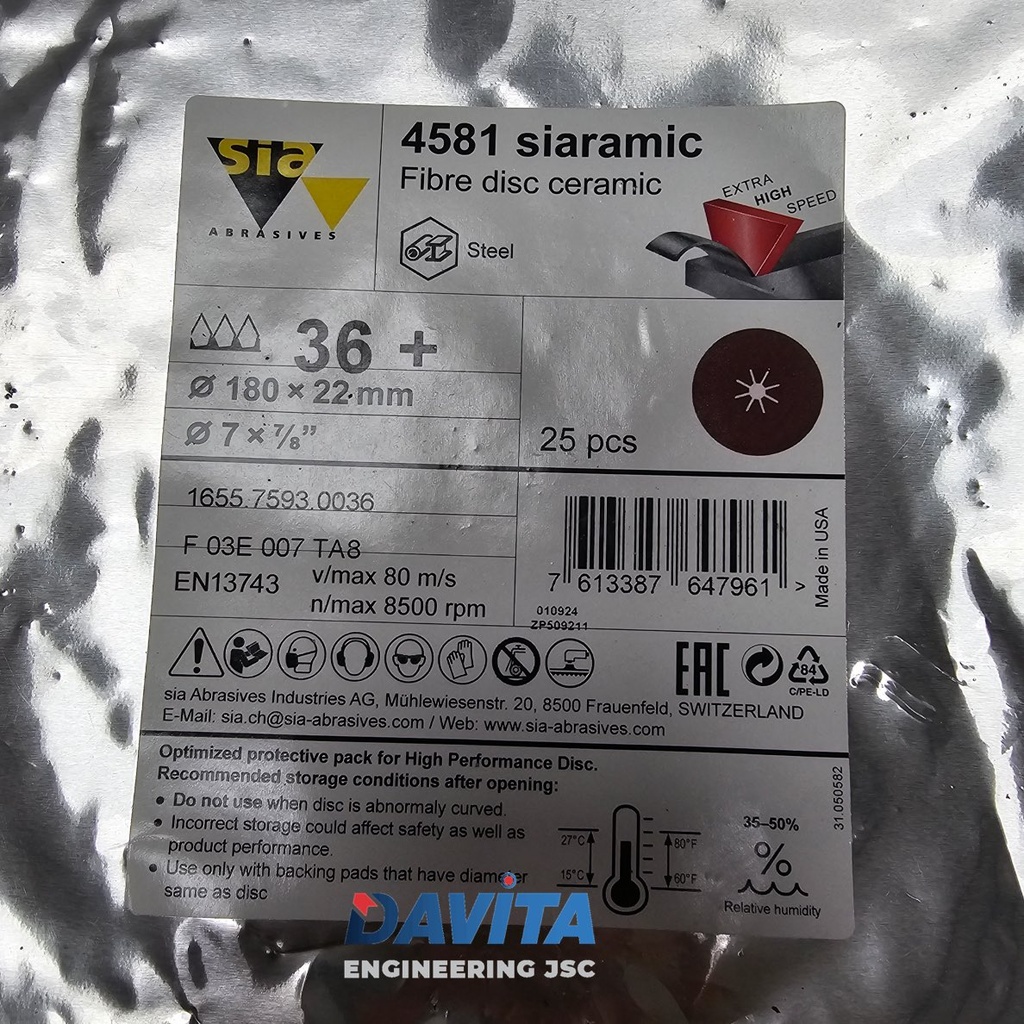 sia
ABRASIVES
4581 siaramic
Fibre disc ceramic
Steel
EXTRA
HIGH
SPEED
36 +
Ø 180 × 22 mm
Ø 7 × 7/8”
25 pcs
1655.7593.0036
F 03E 007 TA8
EN13743
v/max 80 m/s
n/max 8500 rpm
7 613387 647961 v
Made in USA
010924
ZP509211
EAC
84
C/PE-LD
sia Abrasives Industries AG, Mühlewiesenstr. 20, 8500 Frauenfeld, SWITZERLAND
E-Mail: sia.ch@sia-abrasives.com / Web: www.sia-abrasives.com
Optimized protective pack for High Performance Disc.
Recommended storage conditions after opening:
• Do not use when disc is abnormaly curved.
• Incorrect storage could affect safety as well as
product performance.
• Use only with backing pads that have diameter
same as disc
27°C
80°F
15°C
60°F
35–50%
%
Relative humidity
31.050582
DAVITA
ENGINEERING JSC